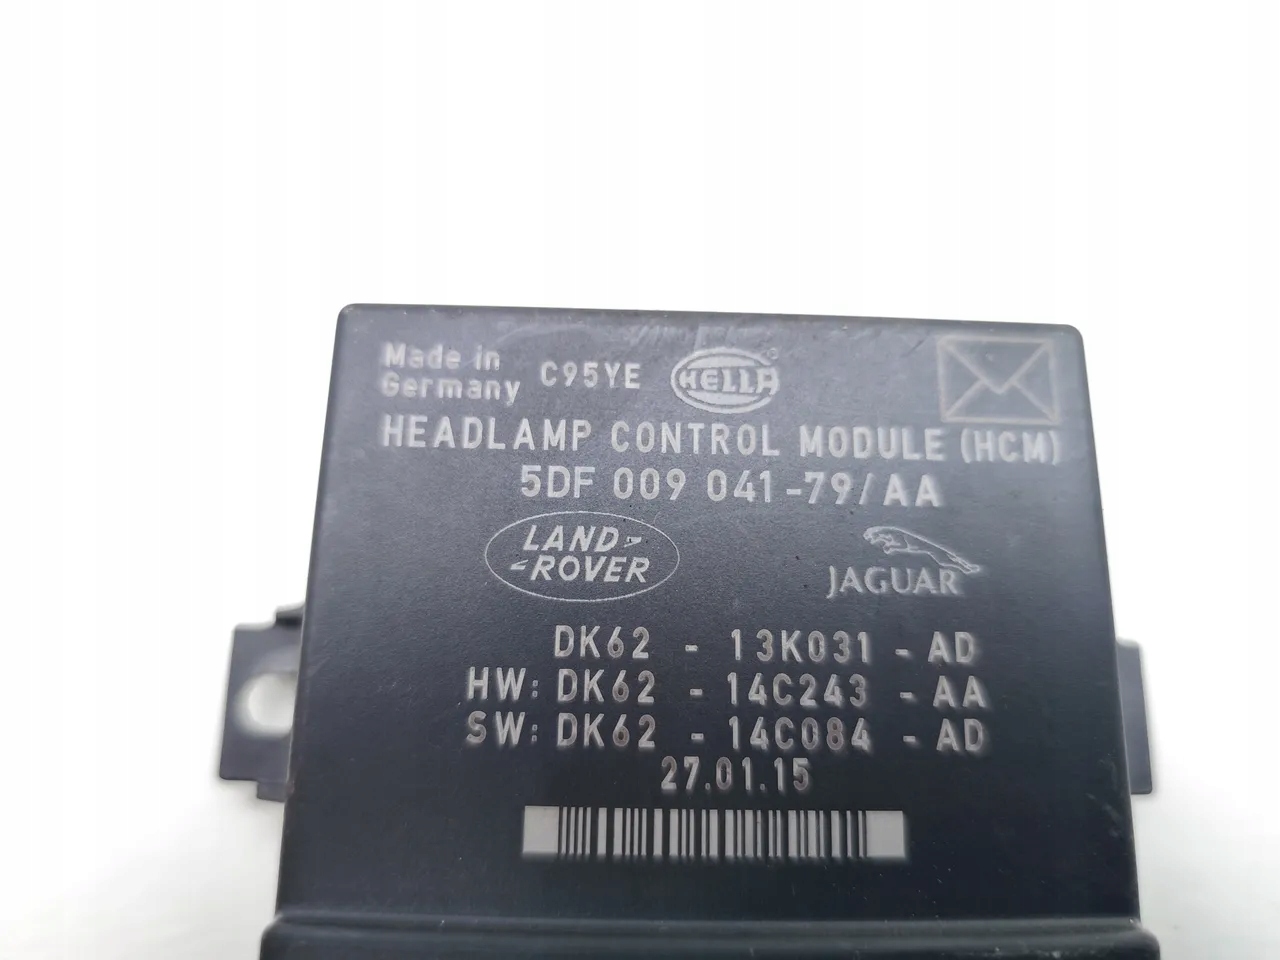 Made in
Germany
C95YE
HELLA
HEADLAMP CONTROL MODULE (HCM)
5DF 009 041-79/AA
LAND-
-ROVER
JAGUAR
DK62 - 13K031 - AD
HW: DK62 - 14C243 - AA
SW: DK62 - 14C084 - AD
27.01.15